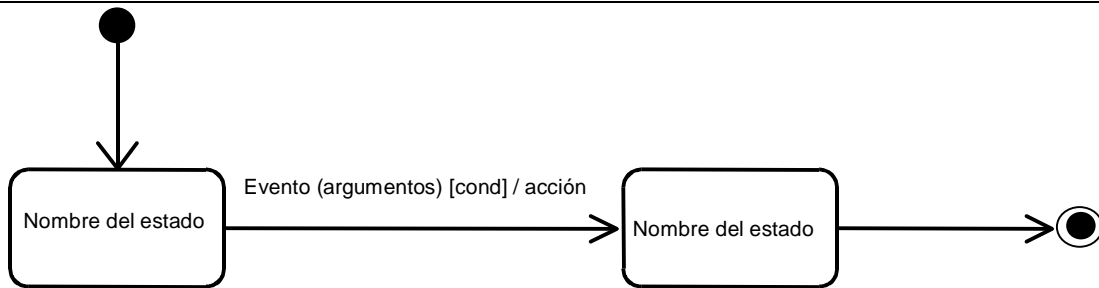 Evento (argumentos) [cond] / acción
Nombre del estado
Nombre del estado